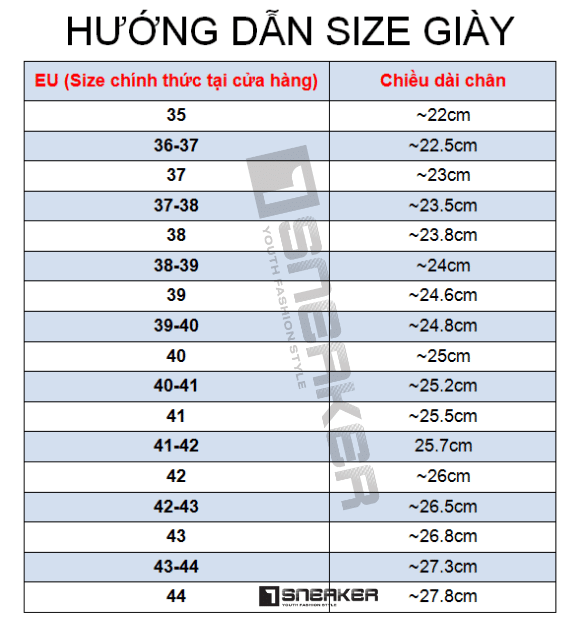 HƯỚNG DẪN SIZE GIÀY
EU (Size chính thức tại cửa hàng) Chiều dài chân
35 ~22cm
36-37 ~22.5cm
37 ~23cm
37-38 ~23.5cm
38 ~23.8cm
38-39 ~24cm
39 ~24.6cm
39-40 ~24.8cm
40 ~25cm
40-41 ~25.2cm
41 ~25.5cm
41-42 25.7cm
42 ~26cm
42-43 ~26.5cm
43 ~26.8cm
43-44 ~27.3cm
44 ~27.8cm
SNEAKER
YOUTH FASHION STYLE
SNEAKER
YOUTH FASHION STYLE